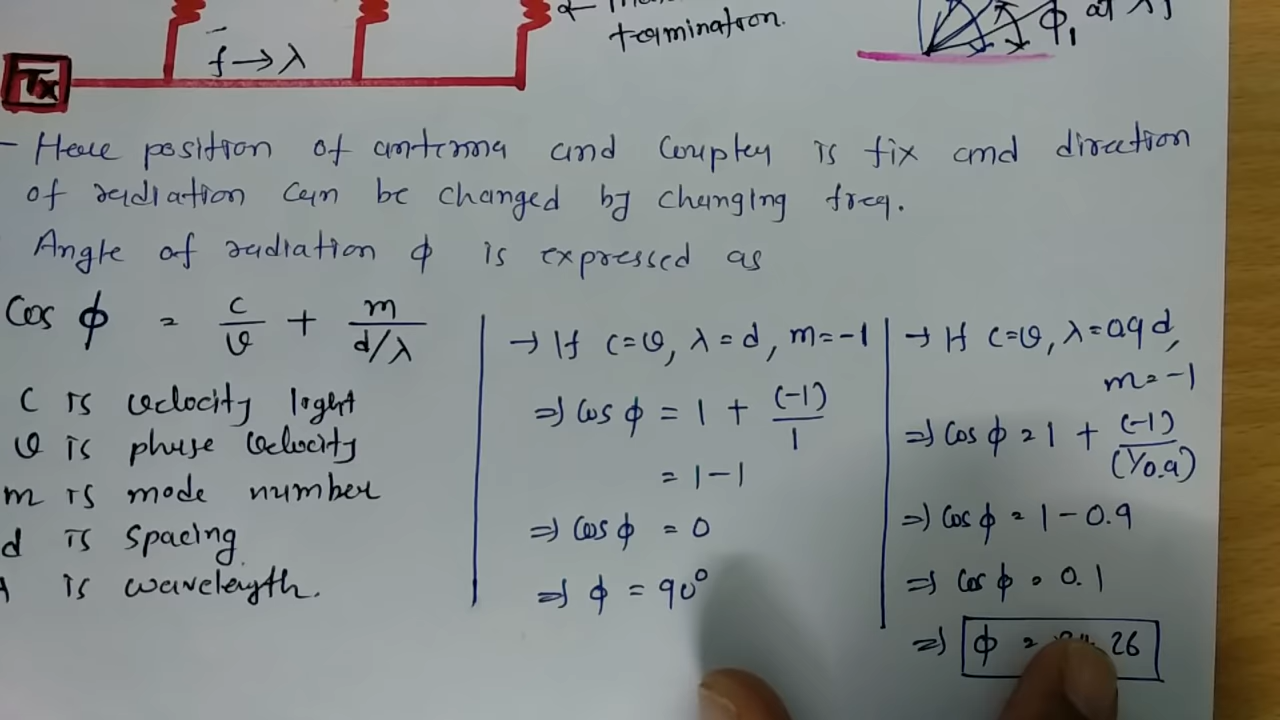 termination.
f → λ
ϕ₁ at λ
Tx
- Here position of antenna and coupler is fix and direction
of radiation can be changed by changing freq.
Angle of radiation ϕ is expressed as
Cos ϕ = c/v + m/(d/λ)
C is velocity light
v is phase velocity
m is mode number
d is spacing
λ is wavelength.
→ If c=v, λ=d, m=-1
⇒ Cos ϕ = 1 + (-1)/1
= 1-1
⇒ Cos ϕ = 0
⇒ ϕ = 90°
→ If c=v, λ=0.9d,
m=-1
⇒ Cos ϕ = 1 + (-1)/(1/0.9)
⇒ Cos ϕ = 1 - 0.9
⇒ Cos ϕ = 0.1
⇒ ϕ = 26